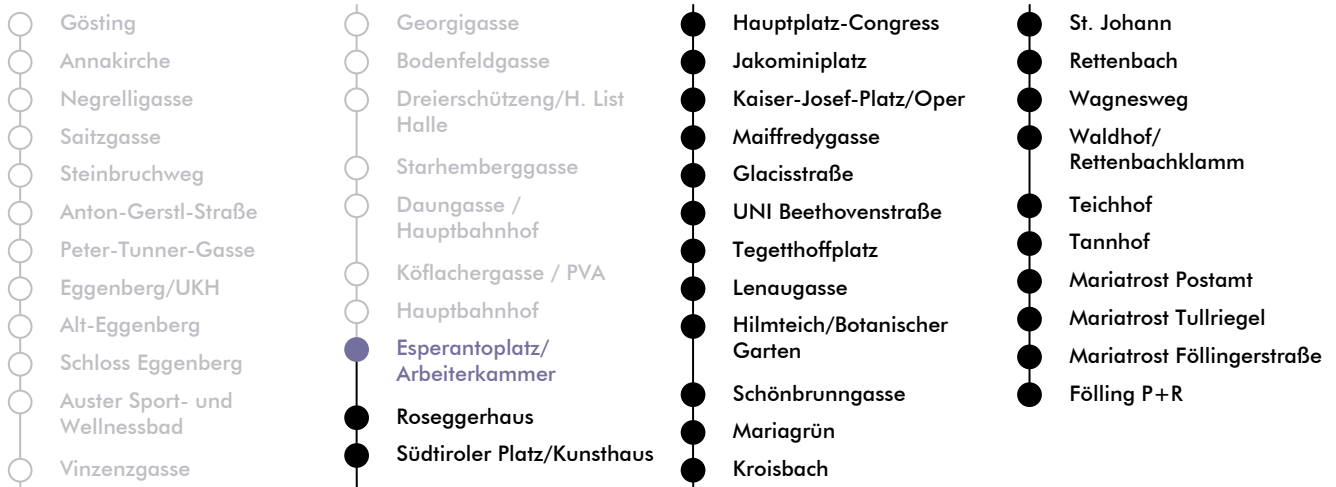 Gösting
Annakirche
Negrelligasse
Saitzgasse
Steinbruchweg
Anton-Gerstl-Straße
Peter-Tunner-Gasse
Eggenberg/UKH
Alt-Eggenberg
Schloss Eggenberg
Auster Sport- und
Wellnessbad
Vinzenzgasse
Georgigasse
Bodenfeldgasse
Dreierschützeng/H. List
Halle
Starhemberggasse
Daungasse /
Hauptbahnhof
Köflachergasse / PVA
Hauptbahnhof
Esperantoplatz/
Arbeiterkammer
Roseggerhaus
Südtiroler Platz/Kunsthaus
Hauptplatz-Congress
Jakominiplatz
Kaiser-Josef-Platz/Oper
Maiffredygasse
Glacisstraße
UNI Beethovenstraße
Tegetthoffplatz
Lenaugasse
Hilmteich/Botanischer
Garten
Schönbrunngasse
Mariagrün
Kroisbach
St. Johann
Rettenbach
Wagnesweg
Waldhof/
Rettenbachklamm
Teichhof
Tannhof
Mariatrost Postamt
Mariatrost Tullriegel
Mariatrost Föllingerstraße
Fölling P+R